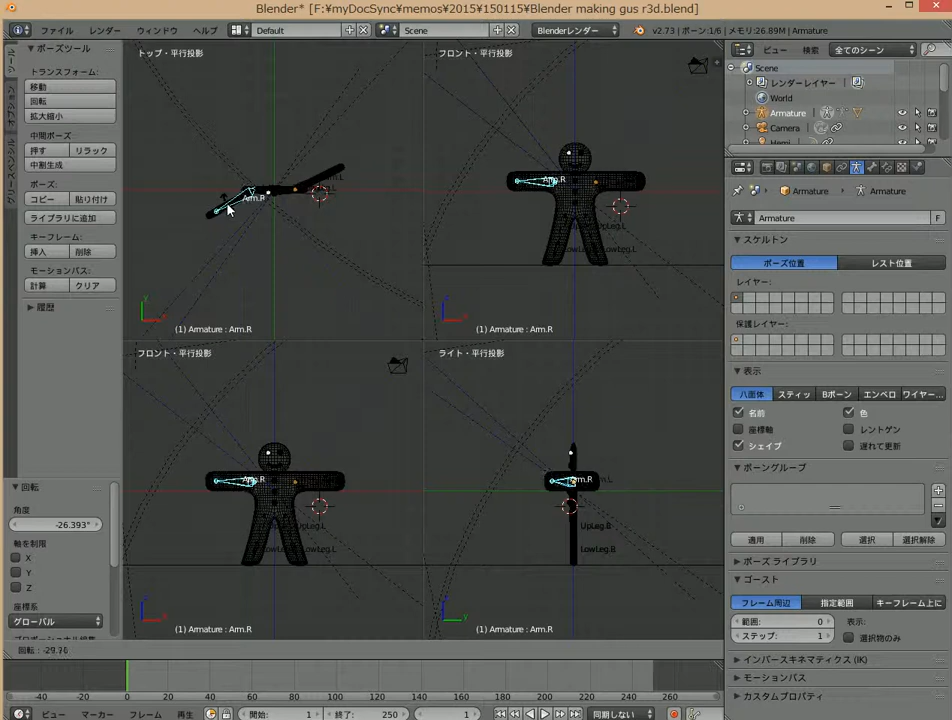 Blender* [F:¥myDocSync¥memos¥2015¥150115¥Blender making gus r3d.blend]
ファイル レンダー ウィンドウ ヘルプ Default Scene Blenderレンダー v2.73 | ボーン:1/6 | メモリ:26.89M | Armature
ポーズツール
トランスフォーム:
移動
回転
拡大縮小
中間ポーズ:
押す リラック
中割生成
ポーズ:
コピー 貼り付け
ライブラリに追加
キーフレーム:
挿入 削除
モーションパス:
計算 クリア
履歴
ツール
オプション
グリースペンシル
回転
角度
-26.393°
軸を制限
X
Y
Z
座標系
グローバル
トップ・平行投影
Arm.R
(1) Armature : Arm.R
フロント・平行投影
Arm.R
UpLeg.L
LowLeg.L
(1) Armature : Arm.R
フロント・平行投影
Arm.R
UpLeg.L
LowLeg.L
(1) Armature : Arm.R
ライト・平行投影
UpLeg.R
LowLeg.R
(1) Armature : Arm.R
回転 : -29.70
-40 -20 0 20 40 60 80 100 120 140 160 180 200 220 240 260 280
ビュー マーカー フレーム 再生 開始: 1 終了: 250 1 同期しない
ビュー 検索 全てのシーン
Scene
レンダーレイヤー
World
Armature
Camera
Armature Armature
Armature F
スケルトン
ポーズ位置 レスト位置
レイヤー:
保護レイヤー:
表示
八面体 スティッ Bボーン エンベロ ワイヤー...
名前 色
座標軸 レントゲン
シェイプ 遅れて更新
ボーングループ
適用 削除 選択 選択解除
ポーズ ライブラリ
ゴースト
フレーム周辺 指定範囲 キーフレーム上に
範囲: 0 表示:
ステップ: 1 選択物のみ
インバースキネマティクス (IK)
モーションパス
カスタムプロパティ